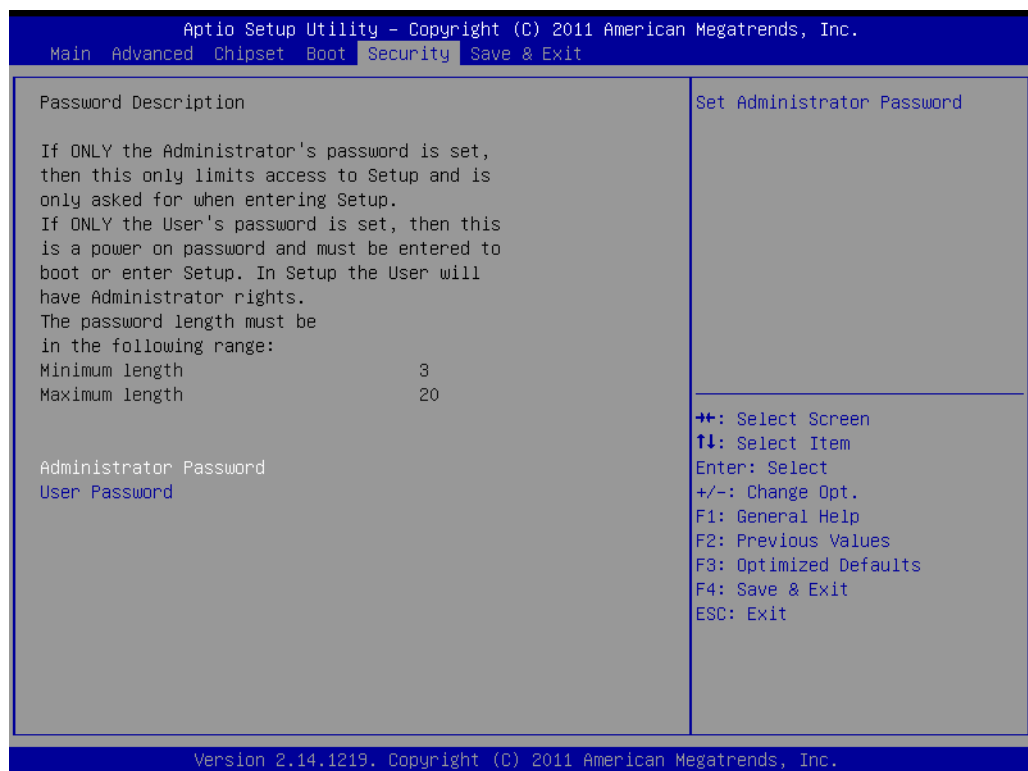 Aptio Setup Utility – Copyright (C) 2011 American Megatrends, Inc.
Main Advanced Chipset Boot Security Save & Exit
Password Description
If ONLY the Administrator's password is set,
then this only limits access to Setup and is
only asked for when entering Setup.
If ONLY the User's password is set, then this
is a power on password and must be entered to
boot or enter Setup. In Setup the User will
have Administrator rights.
The password length must be
in the following range:
Minimum length 3
Maximum length 20
Administrator Password
User Password
Set Administrator Password
→←: Select Screen
↑↓: Select Item
Enter: Select
+/-: Change Opt.
F1: General Help
F2: Previous Values
F3: Optimized Defaults
F4: Save & Exit
ESC: Exit
Version 2.14.1219. Copyright (C) 2011 American Megatrends, Inc.